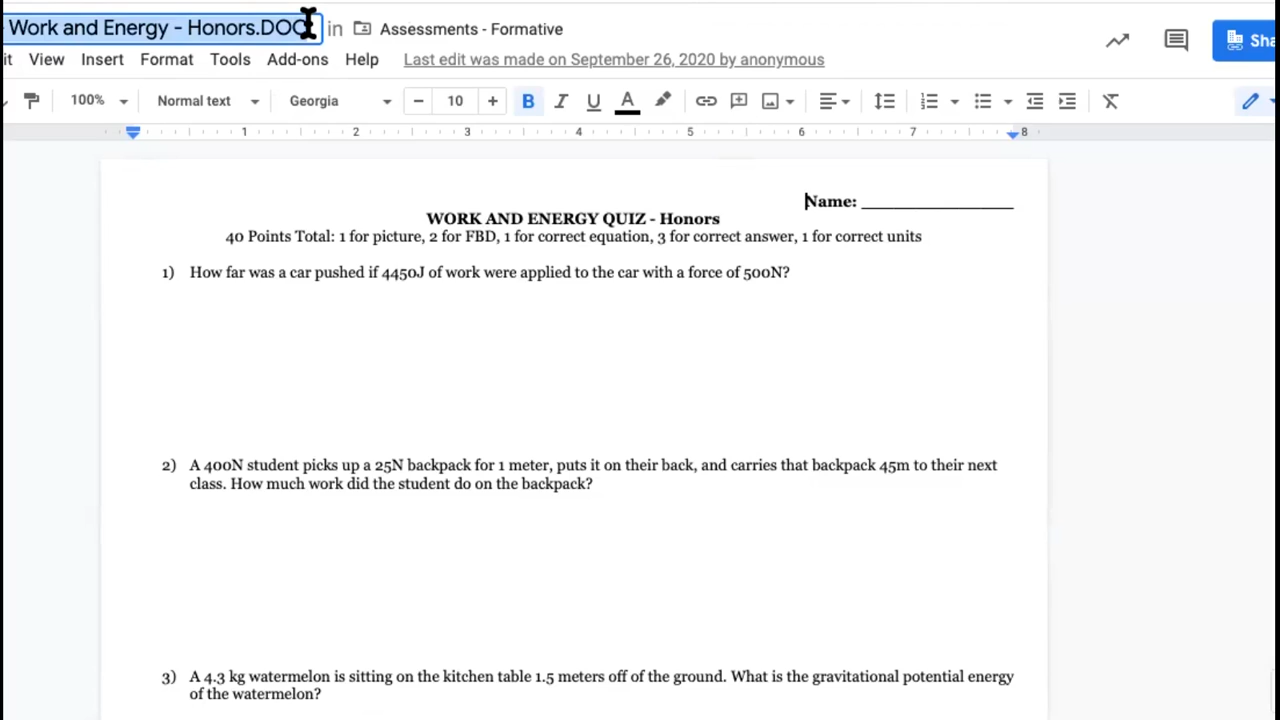 Work and Energy - Honors.DOC in Assessments - Formative
View Insert Format Tools Add-ons Help Last edit was made on September 26, 2020 by anonymous
100% Normal text Georgia − 10 + B I U A
1 2 3 4 5 6 7 8
Name: ________________
WORK AND ENERGY QUIZ - Honors
40 Points Total: 1 for picture, 2 for FBD, 1 for correct equation, 3 for correct answer, 1 for correct units
1) How far was a car pushed if 4450J of work were applied to the car with a force of 500N?
2) A 400N student picks up a 25N backpack for 1 meter, puts it on their back, and carries that backpack 45m to their next
class. How much work did the student do on the backpack?
3) A 4.3 kg watermelon is sitting on the kitchen table 1.5 meters off of the ground. What is the gravitational potential energy
of the watermelon?